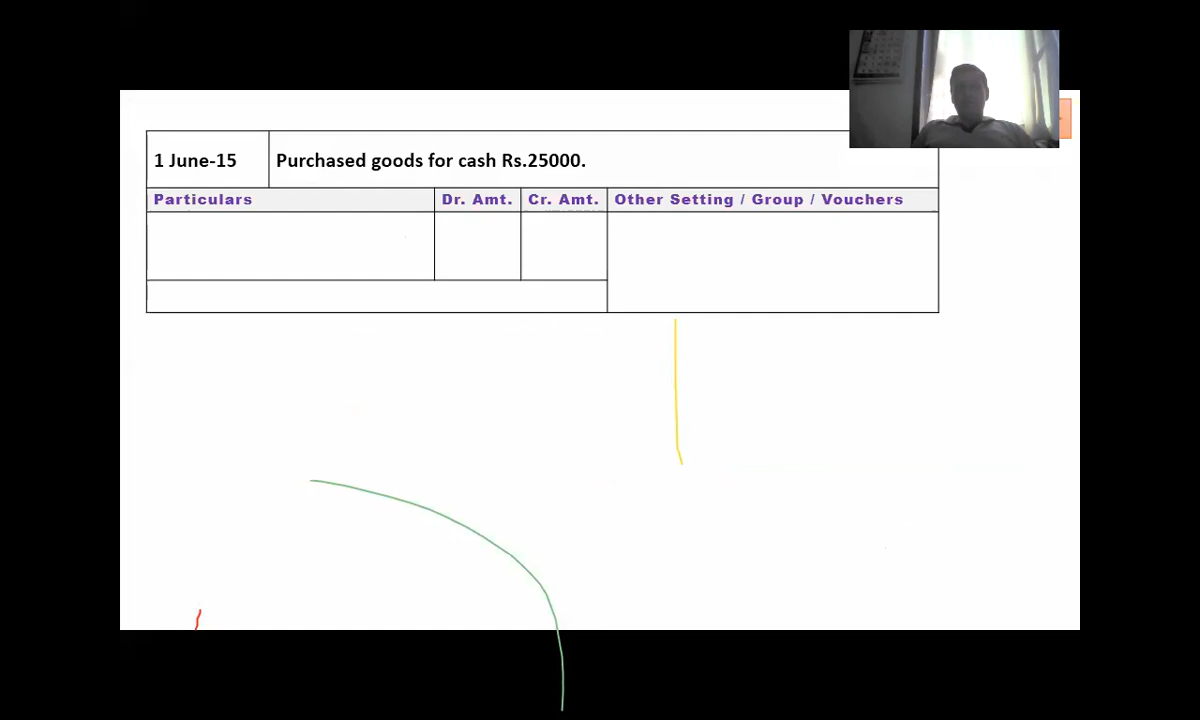 1 June-15 Purchased goods for cash Rs.25000.
Particulars Dr. Amt. Cr. Amt. Other Setting / Group / Vouchers